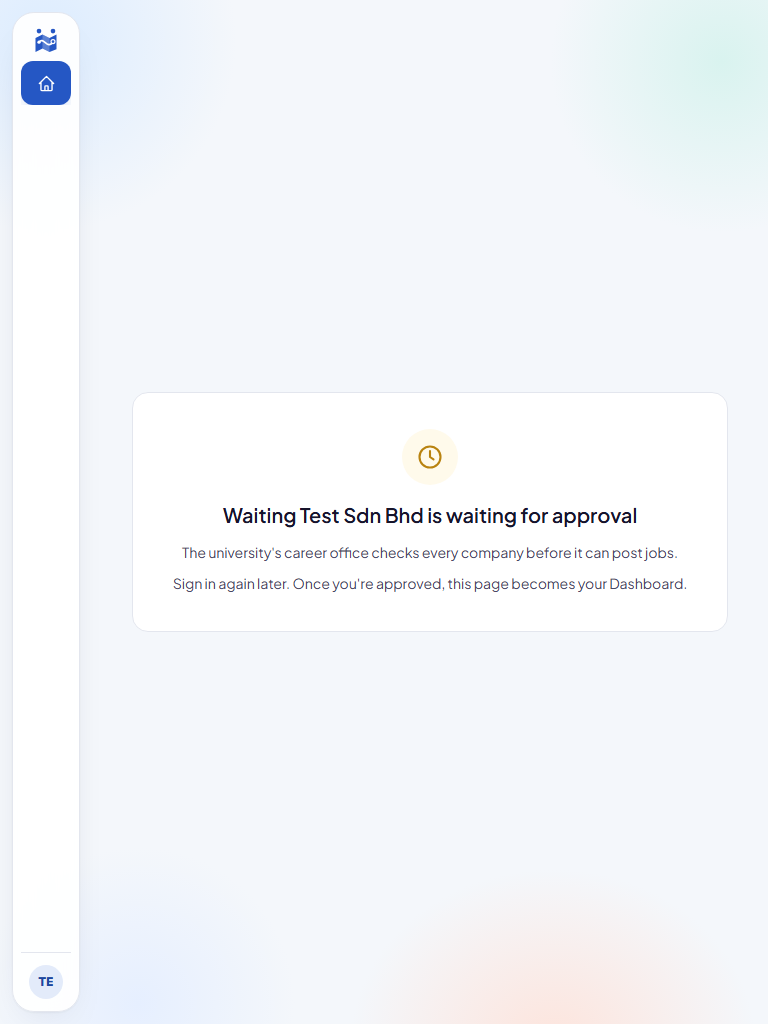 Waiting Test Sdn Bhd is waiting for approval
The university's career office checks every company before it can post jobs.
Sign in again later. Once you're approved, this page becomes your Dashboard.
TE